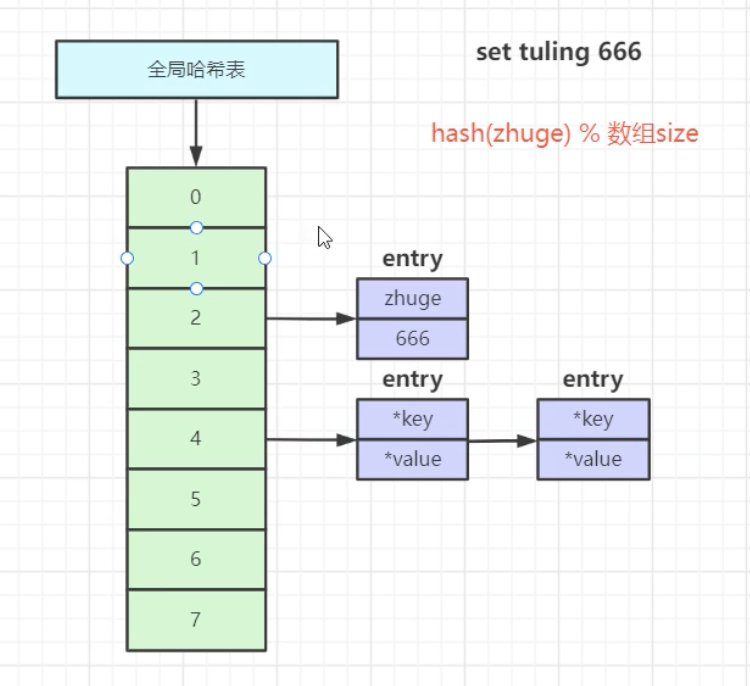 全局哈希表
set tuling 666
hash(zhuge) % 数组size
0
1
2
3
4
5
6
7
entry
zhuge
666
entry
*key
*value
entry
*key
*value